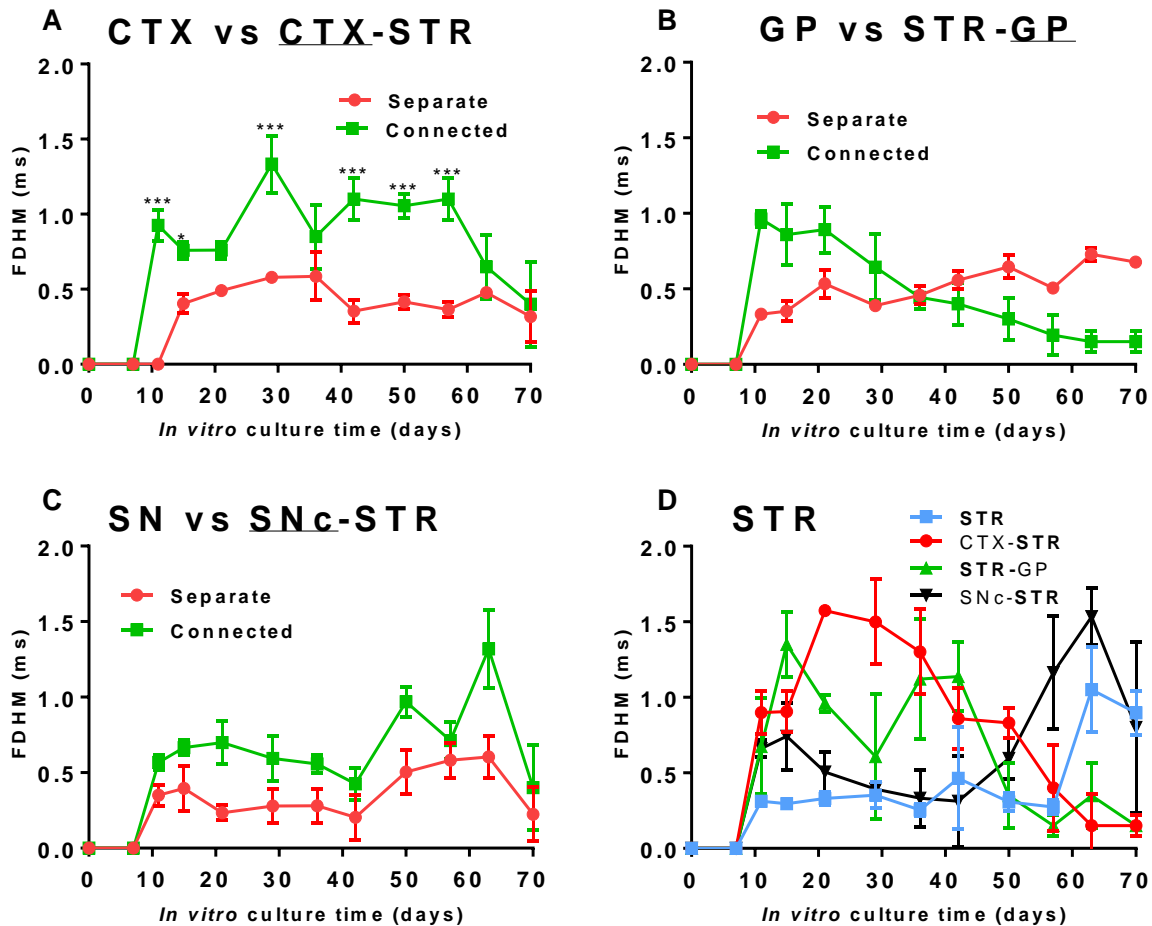 A
CTX vs CTX-STR
2.0
1.5
1.0
0.5
0.0
FDHM (ms)
Separate
Connected
***
*
***
***
***
***
0 10 20 30 40 50 60 70
In vitro culture time (days)
B
GP vs STR-GP
2.0
1.5
1.0
0.5
0.0
FDHM (ms)
Separate
Connected
0 10 20 30 40 50 60 70
In vitro culture time (days)
C
SN vs SNc-STR
2.0
1.5
1.0
0.5
0.0
FDHM (ms)
Separate
Connected
0 10 20 30 40 50 60 70
In vitro culture time (days)
D
STR
STR
CTX-STR
STR-GP
SNc-STR
2.0
1.5
1.0
0.5
0.0
FDHM (ms)
0 10 20 30 40 50 60 70
In vitro culture time (days)